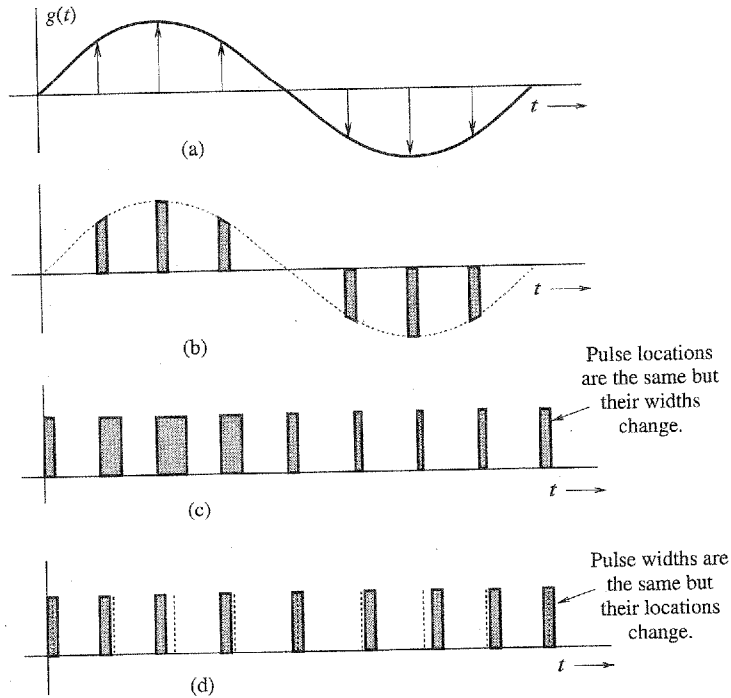 g(t)
t
(a)
t
(b)
Pulse locations
are the same but
their widths
change.
t
(c)
Pulse widths are
the same but
their locations
change.
t
(d)